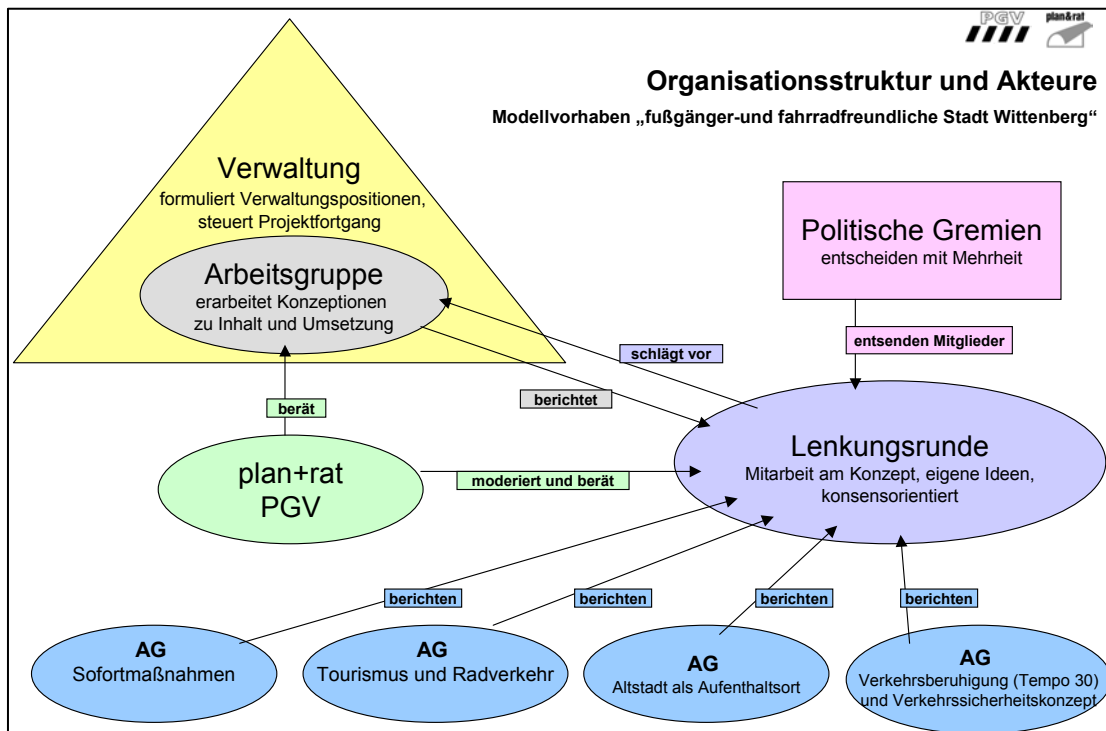 PGV
plan&rat
Organisationsstruktur und Akteure
Modellvorhaben „fußgänger-und fahrradfreundliche Stadt Wittenberg“
Verwaltung
formuliert Verwaltungspositionen,
steuert Projektfortgang
Arbeitsgruppe
erarbeitet Konzeptionen
zu Inhalt und Umsetzung
Politische Gremien
entscheiden mit Mehrheit
entsenden Mitglieder
schlägt vor
berichtet
berät
plan+rat
PGV
moderiert und berät
Lenkungsrunde
Mitarbeit am Konzept, eigene Ideen,
konsensorientiert
berichten
berichten
berichten
berichten
AG
Sofortmaßnahmen
AG
Tourismus und Radverkehr
AG
Altstadt als Aufenthaltsort
AG
Verkehrsberuhigung (Tempo 30)
und Verkehrssicherheitskonzept